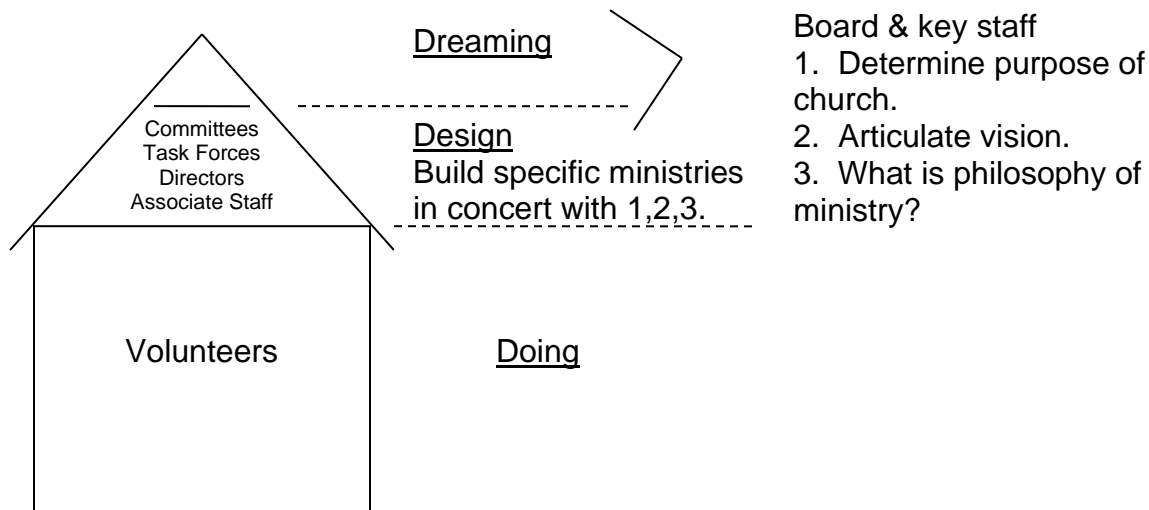 Dreaming
Board & key staff
1. Determine purpose of
church.
2. Articulate vision.
3. What is philosophy of
ministry?
Committees
Task Forces
Directors
Associate Staff
Design
Build specific ministries
in concert with 1,2,3.
Volunteers
Doing